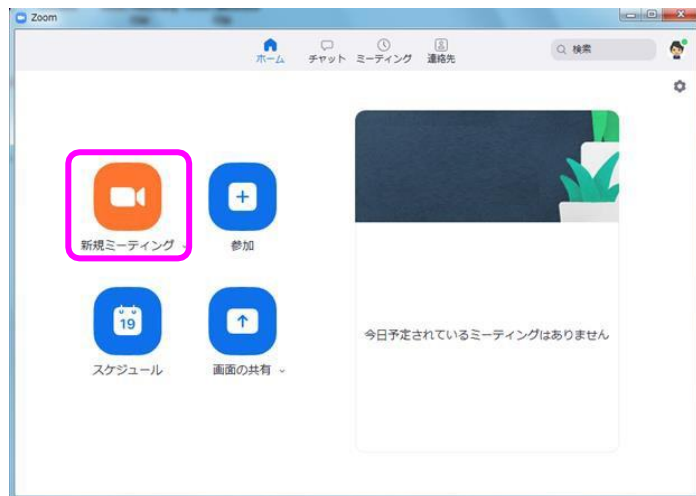 Zoom
ホーム
チャット
ミーティング
連絡先
検索
新規ミーティング
参加
19
スケジュール
画面の共有
今日予定されているミーティングはありません